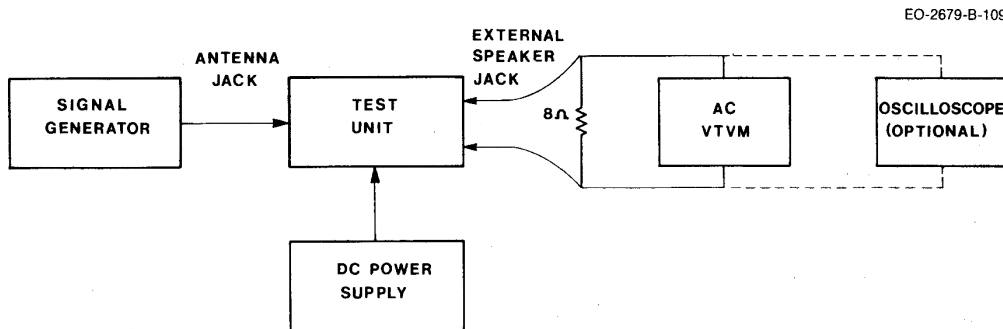 EO-2679-B-109
ANTENNA
JACK
EXTERNAL
SPEAKER
JACK
SIGNAL
GENERATOR
TEST
UNIT
8Ω
AC
VTVM
OSCILLOSCOPE
(OPTIONAL)
DC POWER
SUPPLY